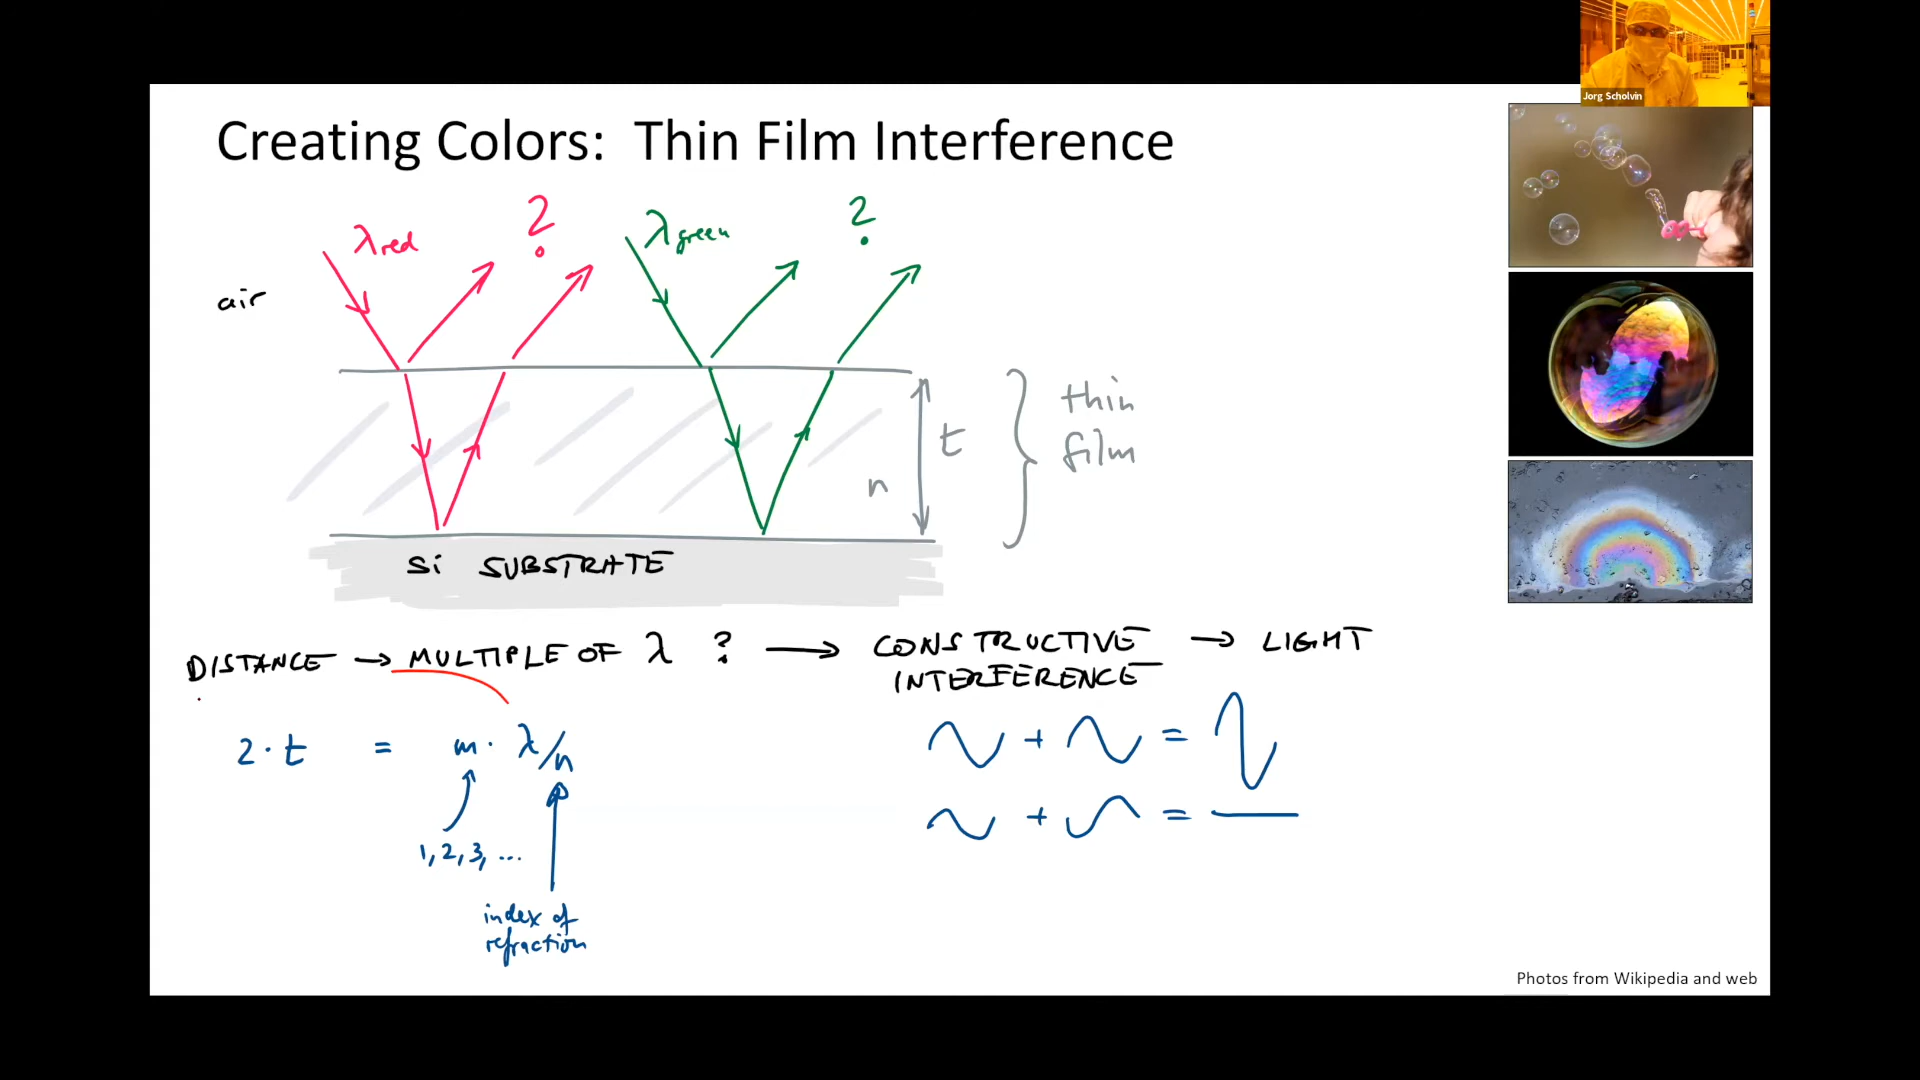 Jorg Scholvin
Creating Colors: Thin Film Interference
λred ? λgreen ?
air
thin
film
t
n
Si SUBSTRATE
DISTANCE → MULTIPLE OF λ ? → CONSTRUCTIVE INTERFERENCE → LIGHT
2 · t = m · λ/n
1, 2, 3, ...
index of
refraction
+ =
+ =
Photos from Wikipedia and web